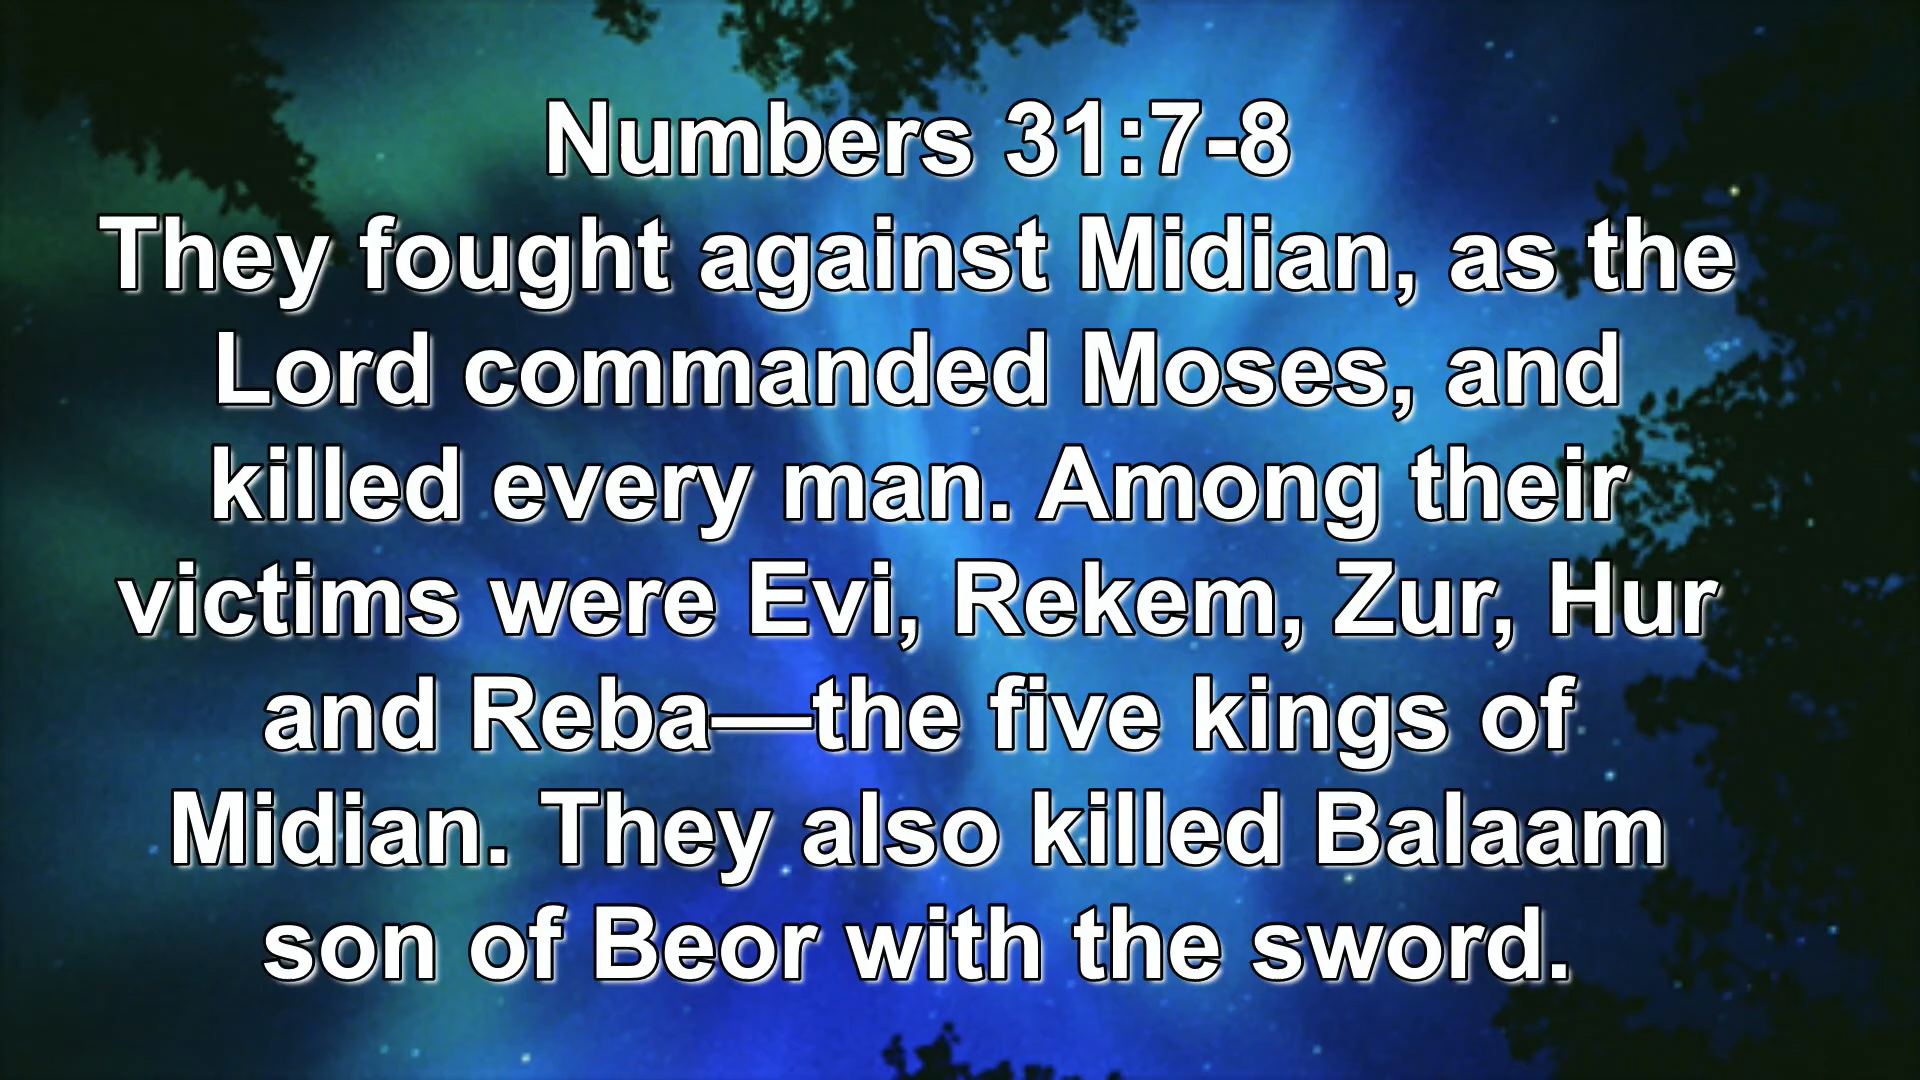 Numbers 31:7-8
They fought against Midian, as the
Lord commanded Moses, and
killed every man. Among their
victims were Evi, Rekem, Zur, Hur
and Reba—the five kings of
Midian. They also killed Balaam
son of Beor with the sword.